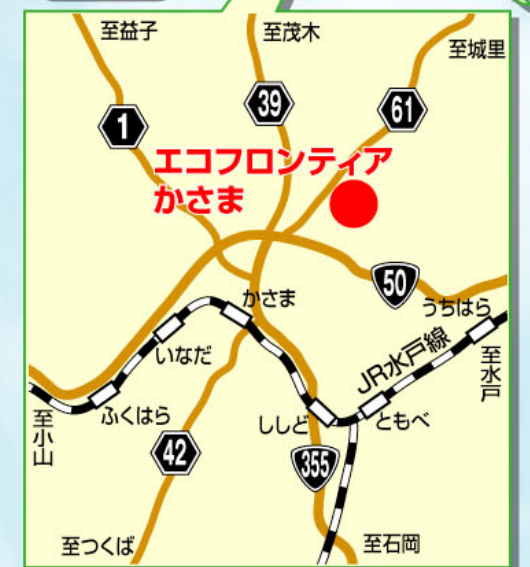 至益子
至茂木
至城里
1
39
61
エコフロンティア
かさま
50
かさま
うちはら
いなだ
JR水戸線
至水戸
ふくはら
ししど
ともべ
至小山
42
355
至つくば
至石岡